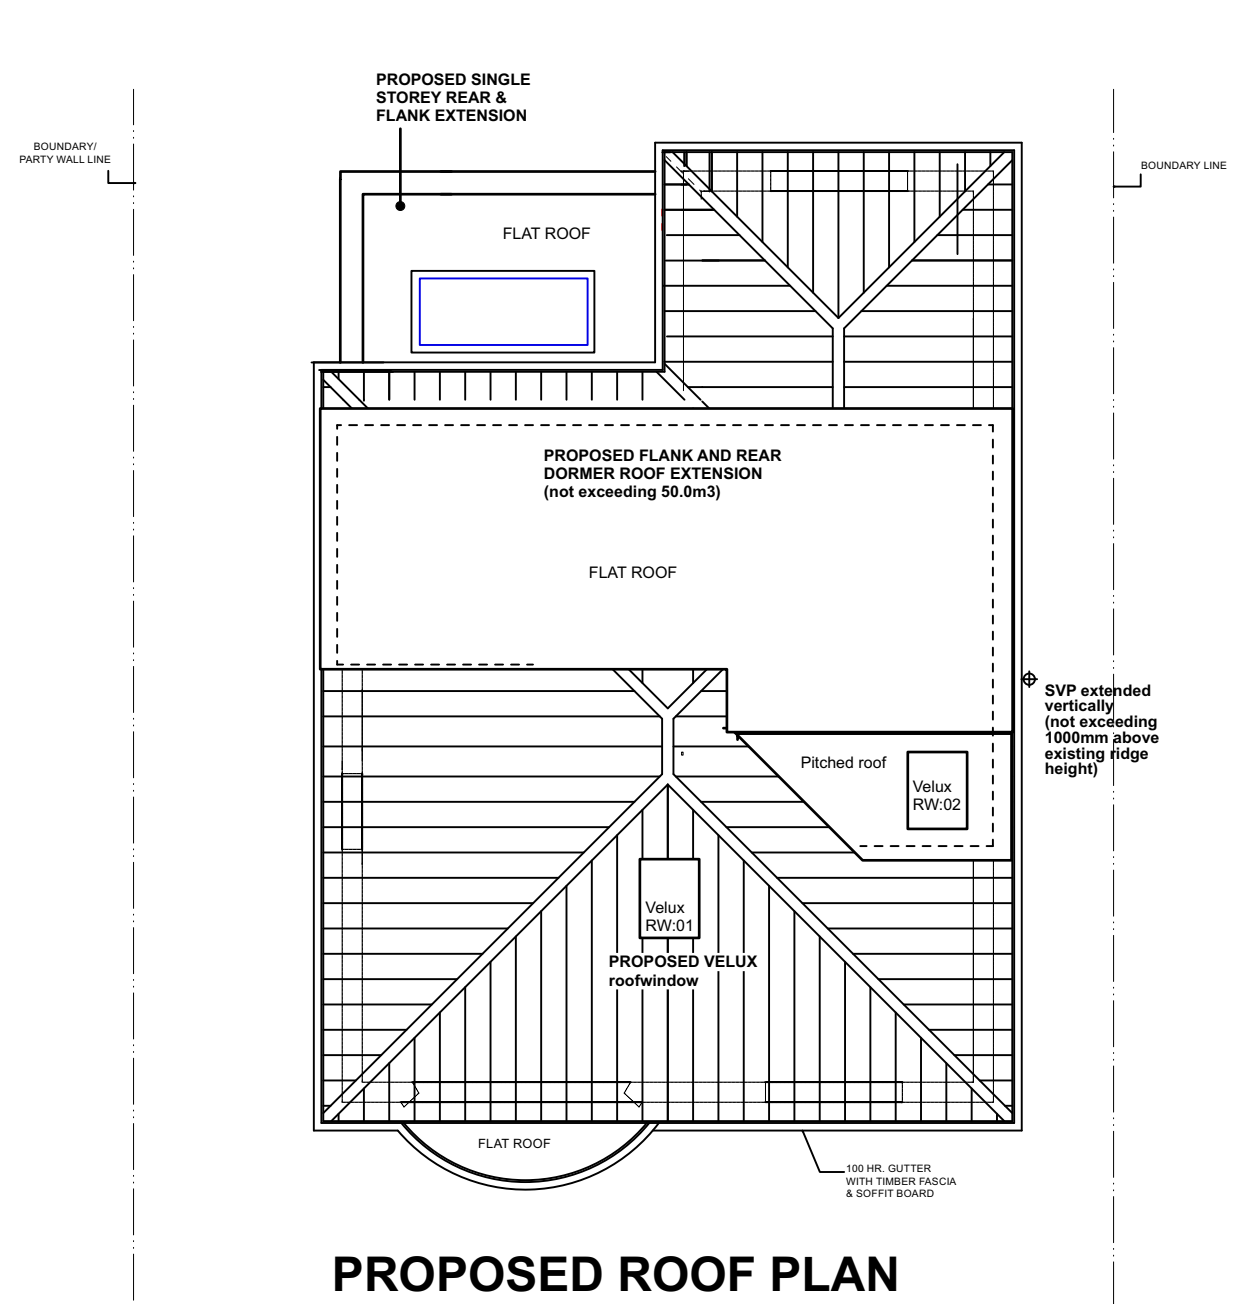 PROPOSED SINGLE
STOREY REAR &
FLANK EXTENSION
BOUNDARY/
PARTY WALL LINE
BOUNDARY LINE
FLAT ROOF
PROPOSED FLANK AND REAR
DORMER ROOF EXTENSION
(not exceeding 50.0m3)
FLAT ROOF
SVP extended
vertically
(not exceeding
1000mm above
existing ridge
height)
Pitched roof
Velux
RW:02
Velux
RW:01
PROPOSED VELUX
roofwindow
FLAT ROOF
100 HR. GUTTER
WITH TIMBER FASCIA
& SOFFIT BOARD
PROPOSED ROOF PLAN